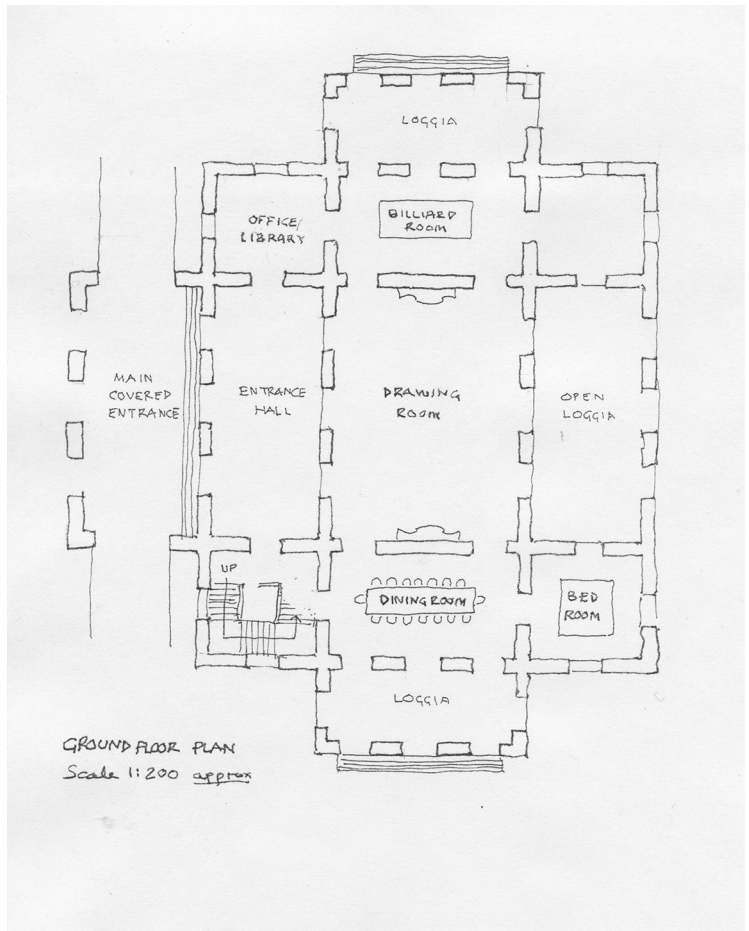 LOGGIA
OFFICE/
LIBRARY
BILLIARD
ROOM
MAIN
COVERED
ENTRANCE
ENTRANCE
HALL
DRAWING
ROOM
OPEN
LOGGIA
UP
DINING ROOM
BED
ROOM
LOGGIA
GROUND FLOOR PLAN
Scale 1:200 approx